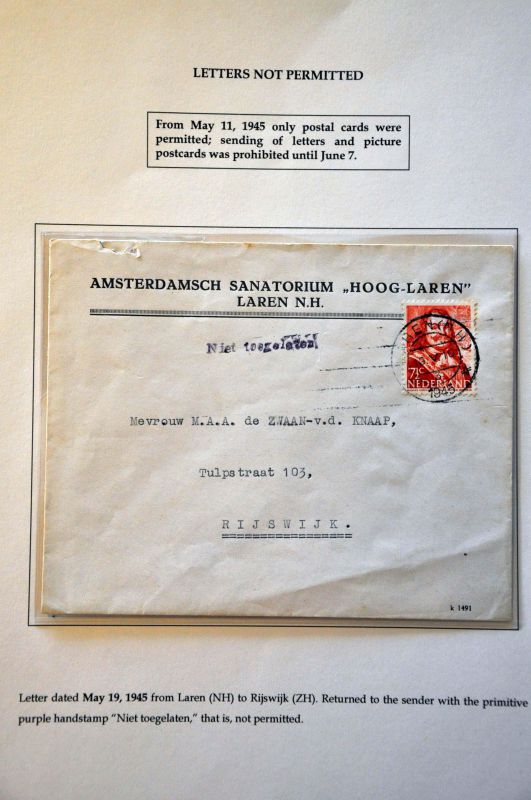 LETTERS NOT PERMITTED
From May 11, 1945 only postal cards were
permitted; sending of letters and picture
postcards was prohibited until June 7.
AMSTERDAMSCH SANATORIUM „HOOG-LAREN"
LAREN N.H.
Niet toegelaten
1945
7½ C
NEDERLAND
Mevrouw M.A.A. de ZWAAN-v.d. KNAAP,
Tulpstraat 103,
RIJSWIJK.
k 1491
Letter dated May 19, 1945 from Laren (NH) to Rijswijk (ZH). Returned to the sender with the primitive
purple handstamp “Niet toegelaten,” that is, not permitted.